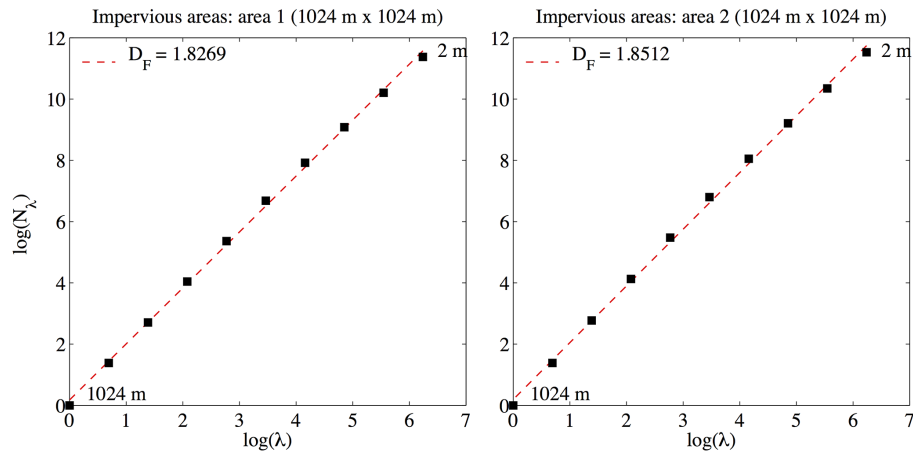 Impervious areas: area 1 (1024 m x 1024 m)
12
10
8
6
4
2
0
log(N_λ)
D_F = 1.8269
2 m
1024 m
0 1 2 3 4 5 6 7
log(λ)
Impervious areas: area 2 (1024 m x 1024 m)
12
10
8
6
4
2
0
D_F = 1.8512
2 m
1024 m
0 1 2 3 4 5 6 7
log(λ)